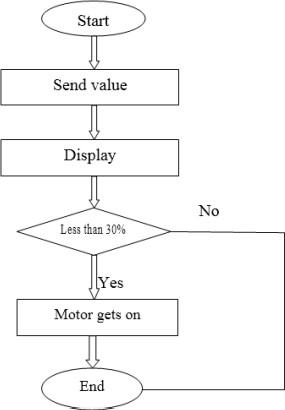 Start
Send value
Display
Less than 30%
No
Yes
Motor gets on
End